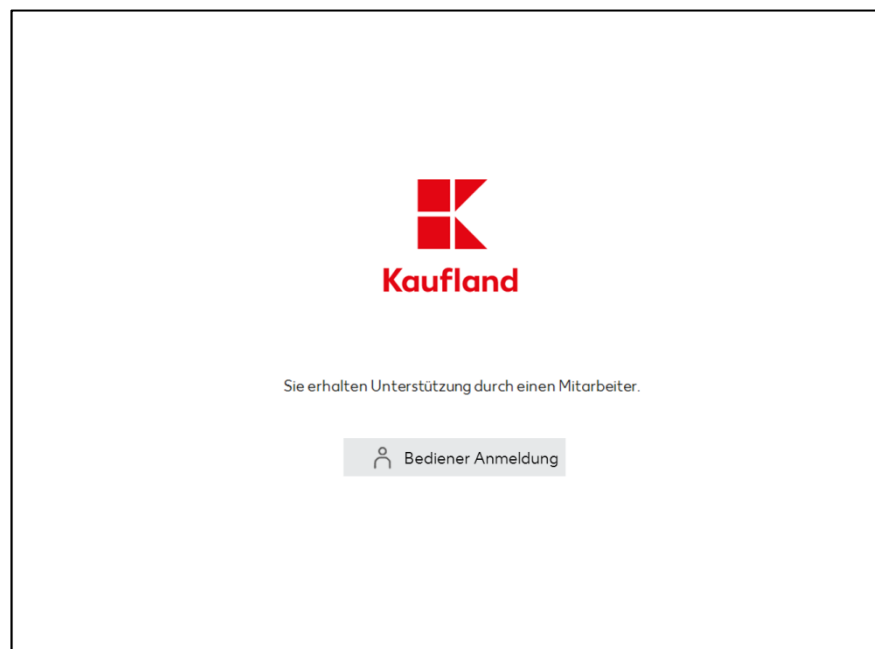 Kaufland
Sie erhalten Unterstützung durch einen Mitarbeiter.
Bediener Anmeldung